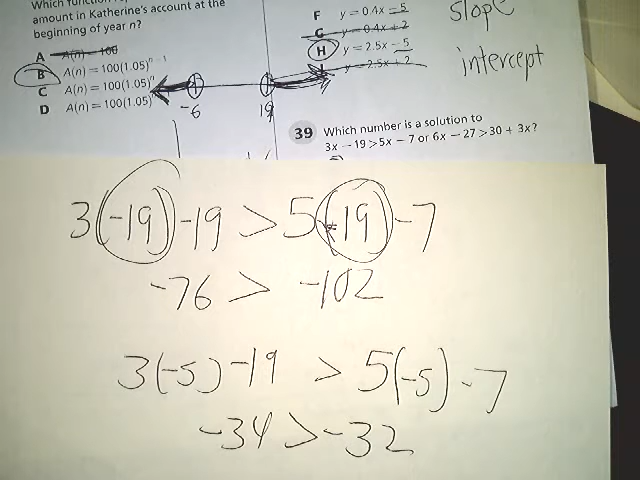 Which function
amount in Katherine's account at the
beginning of year n?
A A(n) = 100
B A(n) = 100(1.05)ⁿ⁻¹
C A(n) = 100(1.05)ⁿ
D A(n) = 100(1.05)
-6 19
F y = 0.4x - 5
G y = 0.4x + 2
H y = 2.5x - 5
y = 2.5x + 2
slope
intercept
39 Which number is a solution to
3x - 19 > 5x - 7 or 6x - 27 > 30 + 3x?
3(-19) - 19 > 5(-19) - 7
-76 > -102
3(-5) - 19 > 5(-5) - 7
-34 > -32